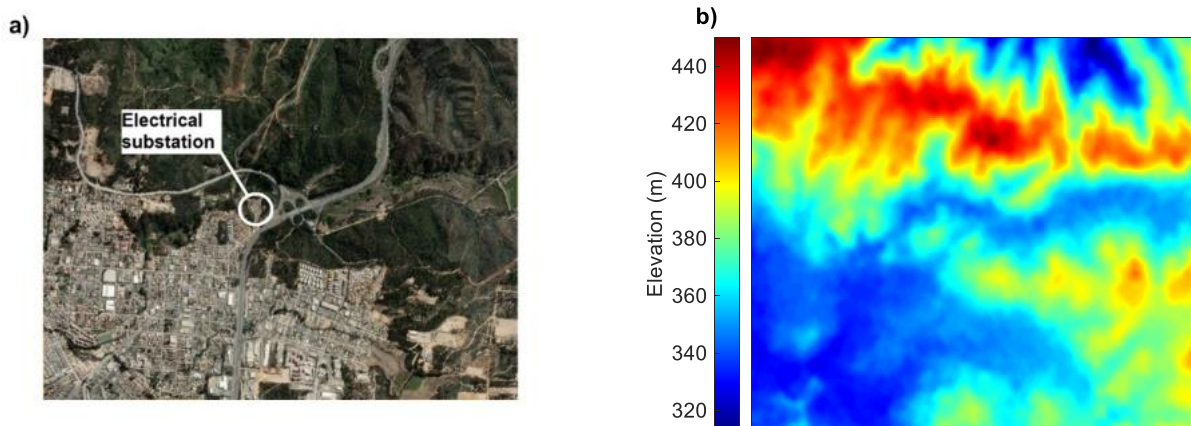 a)
Electrical
substation
b)
Elevation (m)
440
420
400
380
360
340
320